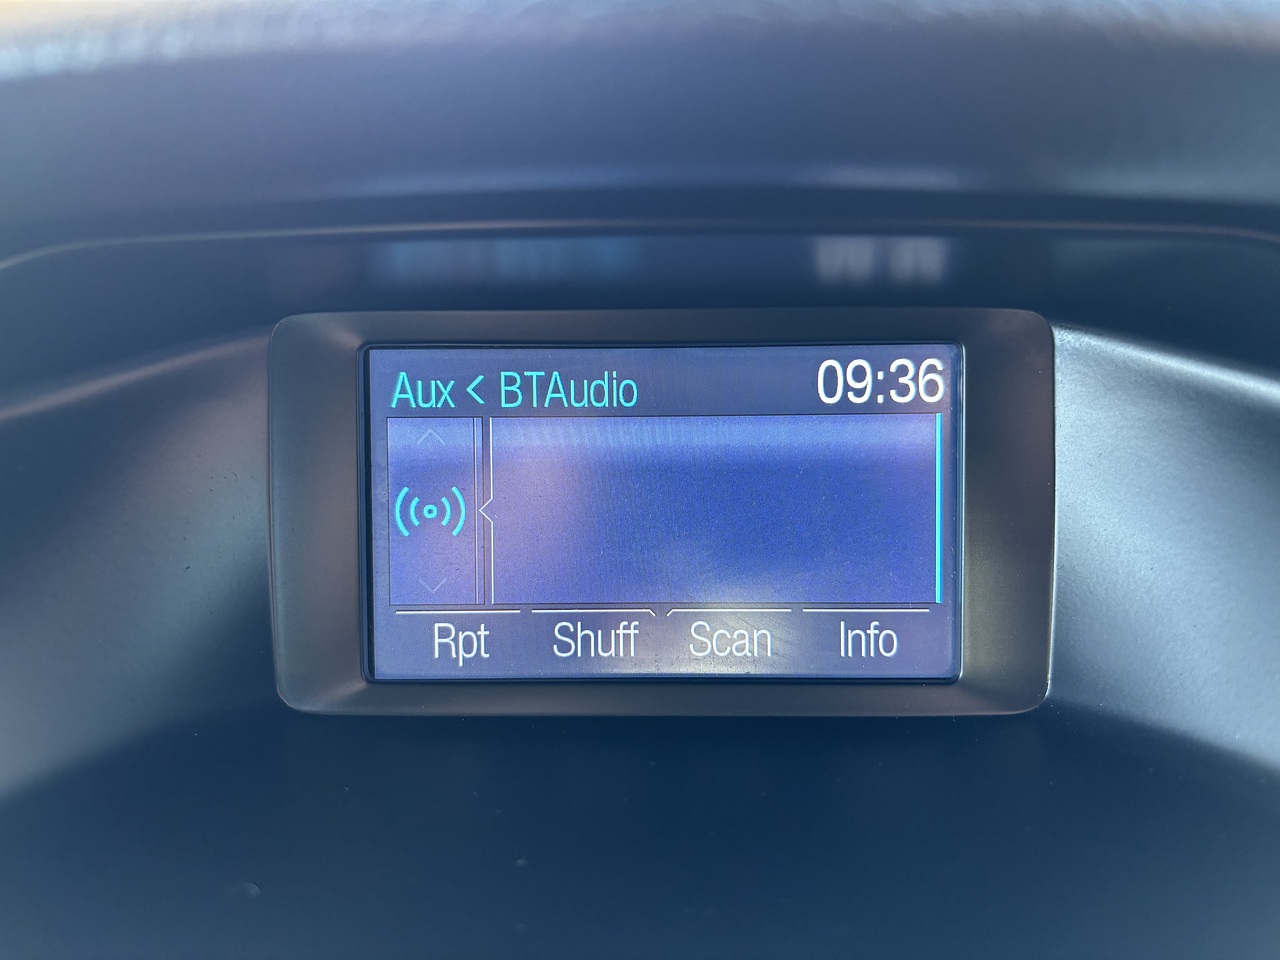 Aux < BTAudio 09:36
Rpt Shuff Scan Info